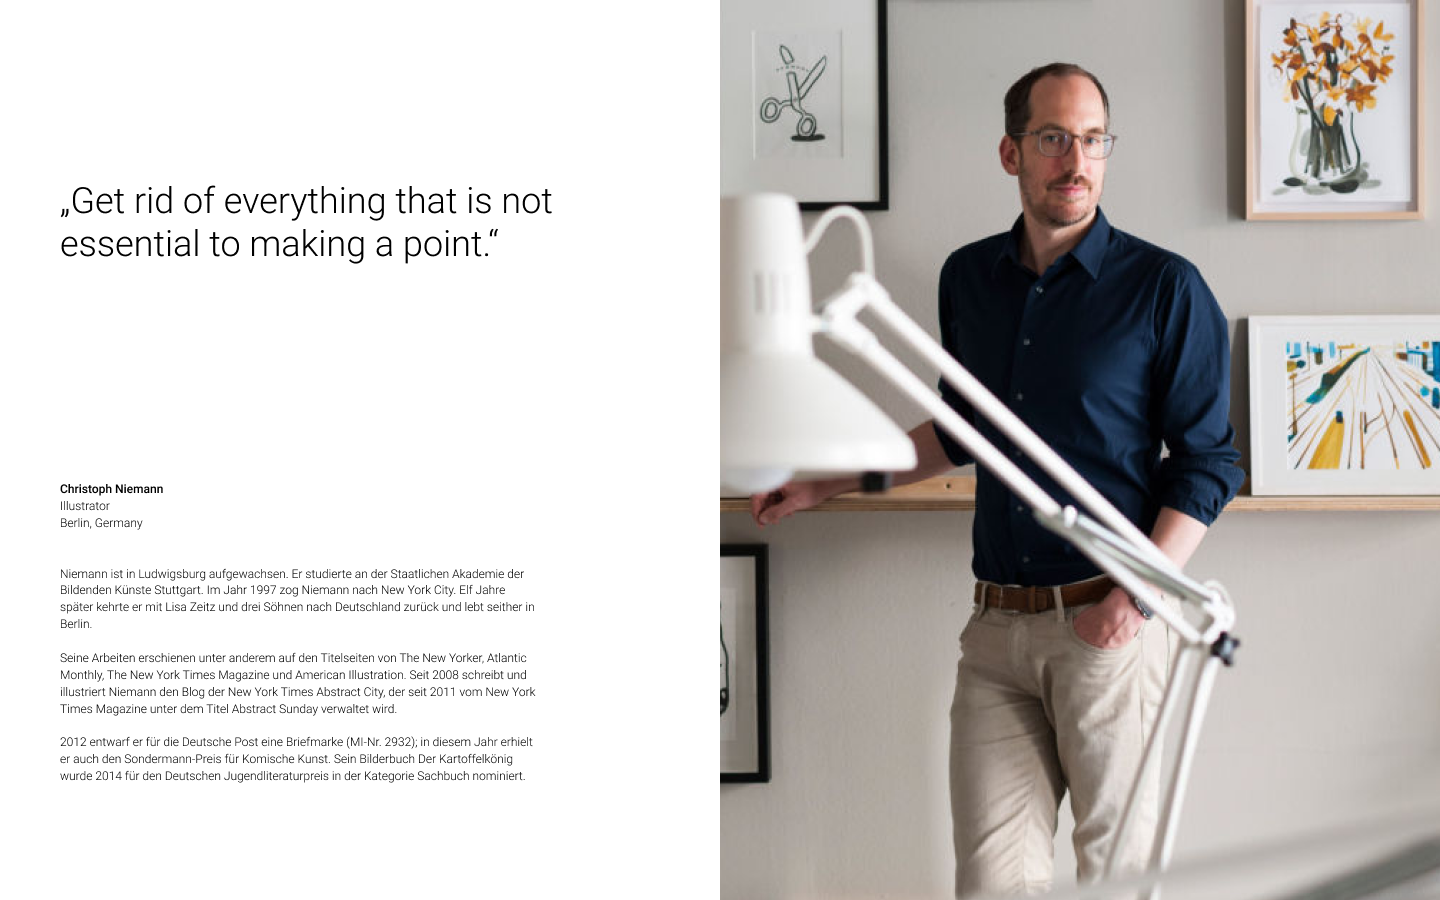 „Get rid of everything that is not
essential to making a point.“
Christoph Niemann
Illustrator
Berlin, Germany
Niemann ist in Ludwigsburg aufgewachsen. Er studierte an der Staatlichen Akademie der
Bildenden Künste Stuttgart. Im Jahr 1997 zog Niemann nach New York City. Elf Jahre
später kehrte er mit Lisa Zeitz und drei Söhnen nach Deutschland zurück und lebt seither in
Berlin.
Seine Arbeiten erschienen unter anderem auf den Titelseiten von The New Yorker, Atlantic
Monthly, The New York Times Magazine und American Illustration. Seit 2008 schreibt und
illustriert Niemann den Blog der New York Times Abstract City, der seit 2011 vom New York
Times Magazine unter dem Titel Abstract Sunday verwaltet wird.
2012 entwarf er für die Deutsche Post eine Briefmarke (MI-Nr. 2932); in diesem Jahr erhielt
er auch den Sondermann-Preis für Komische Kunst. Sein Bilderbuch Der Kartoffelkönig
wurde 2014 für den Deutschen Jugendliteraturpreis in der Kategorie Sachbuch nominiert.